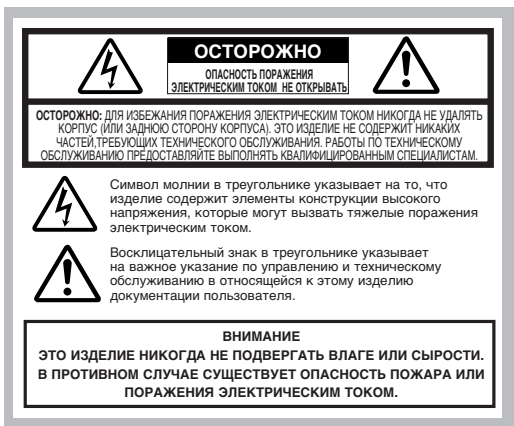 ОСТОРОЖНО
ОПАСНОСТЬ ПОРАЖЕНИЯ
ЭЛЕКТРИЧЕСКИМ ТОКОМ НЕ ОТКРЫВАТЬ
ОСТОРОЖНО: ДЛЯ ИЗБЕЖАНИЯ ПОРАЖЕНИЯ ЭЛЕКТРИЧЕСКИМ ТОКОМ НИКОГДА НЕ УДАЛЯТЬ
КОРПУС (ИЛИ ЗАДНЮЮ СТОРОНУ КОРПУСА). ЭТО ИЗДЕЛИЕ НЕ СОДЕРЖИТ НИКАКИХ
ЧАСТЕЙ,ТРЕБУЮЩИХ ТЕХНИЧЕСКОГО ОБСЛУЖИВАНИЯ. РАБОТЫ ПО ТЕХНИЧЕСКОМУ
ОБСЛУЖИВАНИЮ ПРЕДОСТАВЛЯЙТЕ ВЫПОЛНЯТЬ КВАЛИФИЦИРОВАННЫМ СПЕЦИАЛИСТАМ.
Символ молнии в треугольнике указывает на то, что
изделие содержит элементы конструкции высокого
напряжения, которые могут вызвать тяжелые поражения
электрическим током.
Восклицательный знак в треугольнике указывает
на важное указание по управлению и техническому
обслуживанию в относящейся к этому изделию
документации пользователя.
ВНИМАНИЕ
ЭТО ИЗДЕЛИЕ НИКОГДА НЕ ПОДВЕРГАТЬ ВЛАГЕ ИЛИ СЫРОСТИ.
В ПРОТИВНОМ СЛУЧАЕ СУЩЕСТВУЕТ ОПАСНОСТЬ ПОЖАРА ИЛИ
ПОРАЖЕНИЯ ЭЛЕКТРИЧЕСКИМ ТОКОМ.